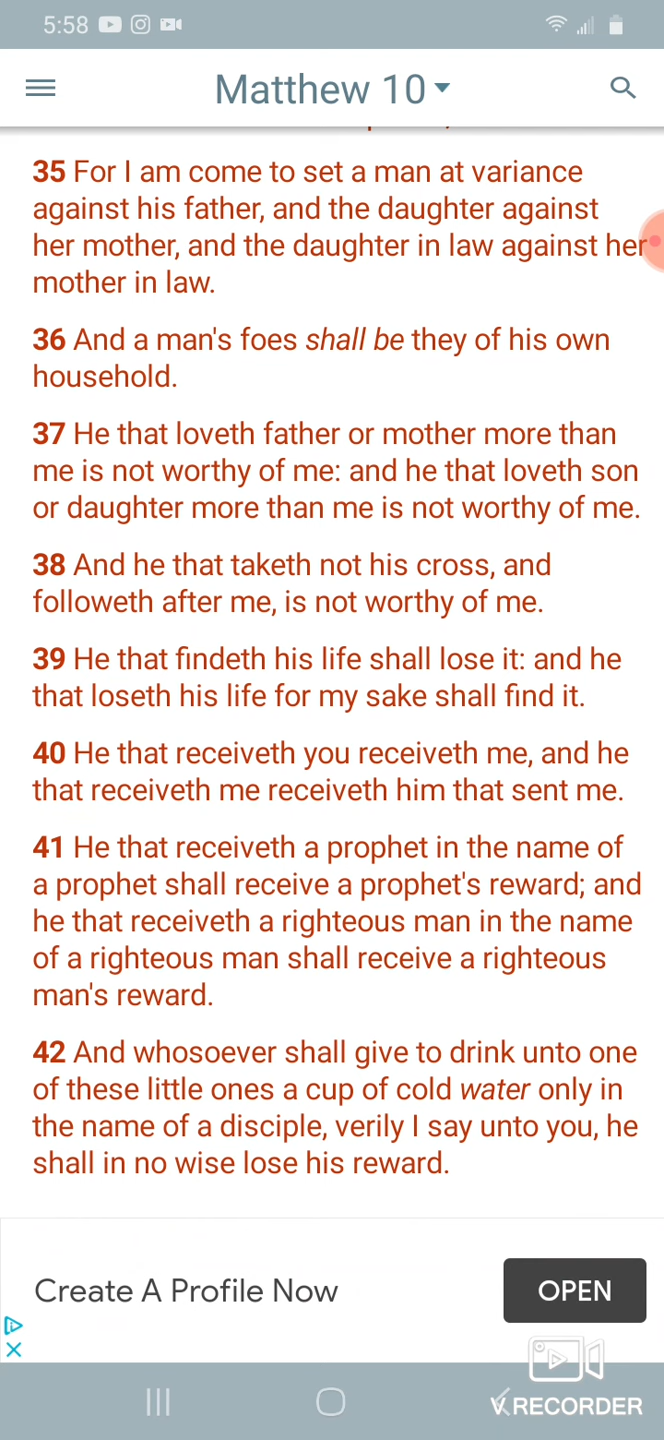 5:58
Matthew 10
35 For I am come to set a man at variance
against his father, and the daughter against
her mother, and the daughter in law against her
mother in law.
36 And a man's foes shall be they of his own
household.
37 He that loveth father or mother more than
me is not worthy of me: and he that loveth son
or daughter more than me is not worthy of me.
38 And he that taketh not his cross, and
followeth after me, is not worthy of me.
39 He that findeth his life shall lose it: and he
that loseth his life for my sake shall find it.
40 He that receiveth you receiveth me, and he
that receiveth me receiveth him that sent me.
41 He that receiveth a prophet in the name of
a prophet shall receive a prophet's reward; and
he that receiveth a righteous man in the name
of a righteous man shall receive a righteous
man's reward.
42 And whosoever shall give to drink unto one
of these little ones a cup of cold water only in
the name of a disciple, verily I say unto you, he
shall in no wise lose his reward.
Create A Profile Now
OPEN
V.RECORDER